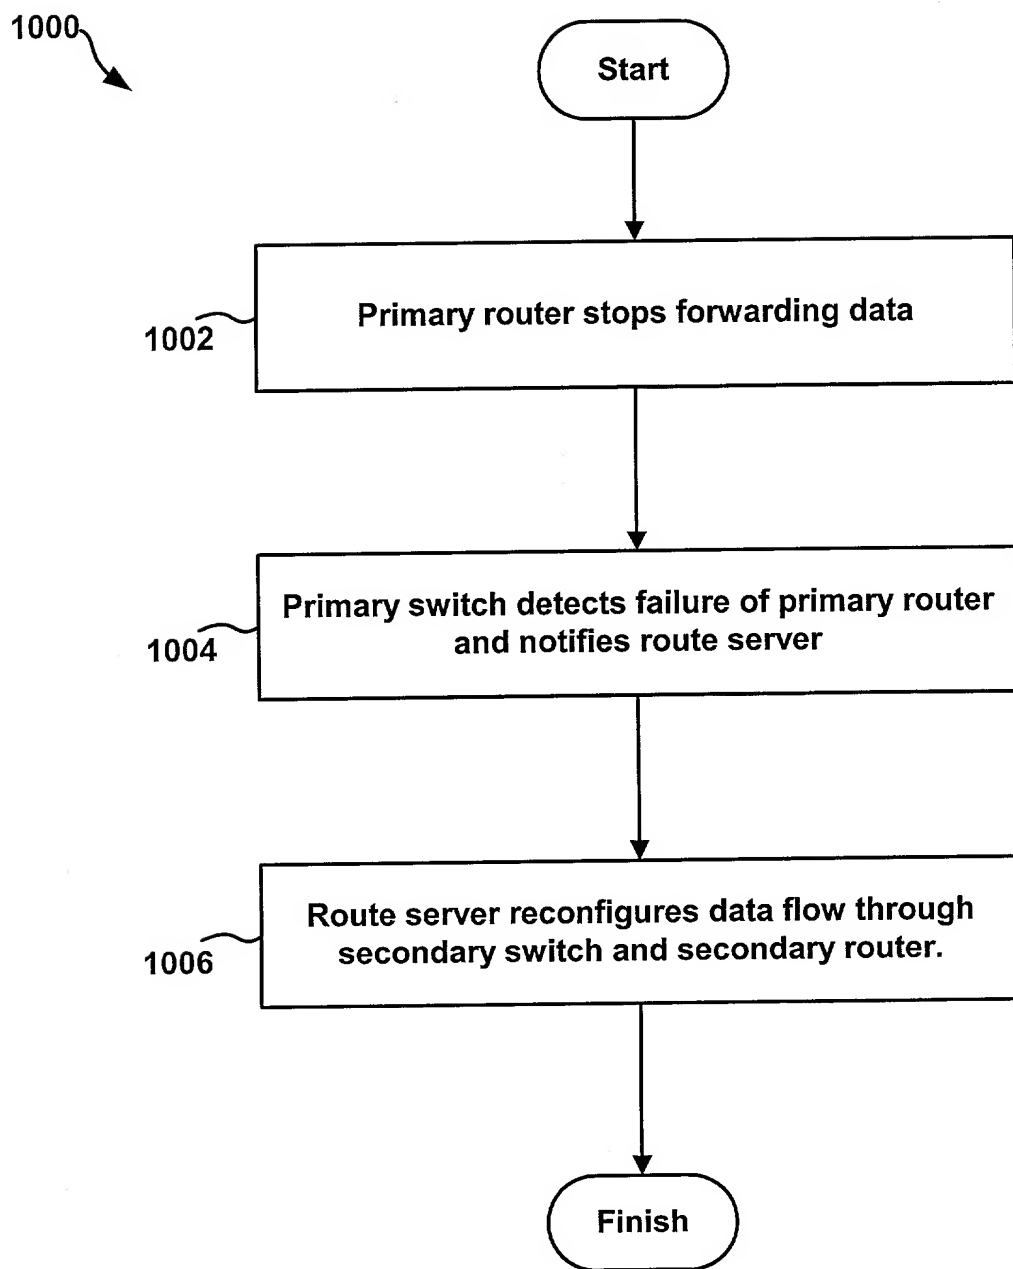 1000
Start
Primary router stops forwarding data
1002
Primary switch detects failure of primary router
and notifies route server
1004
Route server reconfigures data flow through
secondary switch and secondary router.
1006
Finish